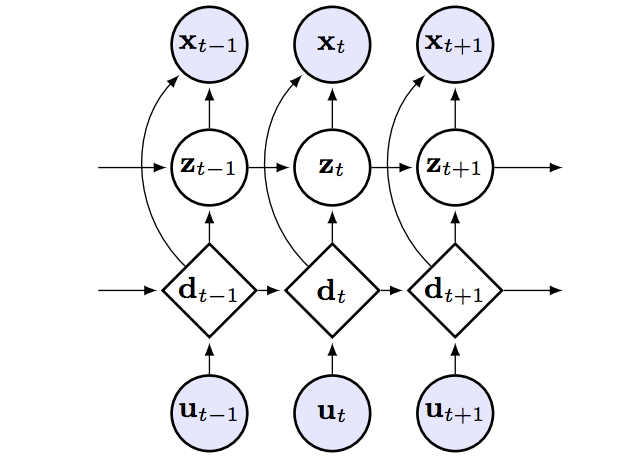 x_{t−1} x_t x_{t+1}
z_{t−1} z_t z_{t+1}
d_{t−1} d_t d_{t+1}
u_{t−1} u_t u_{t+1}